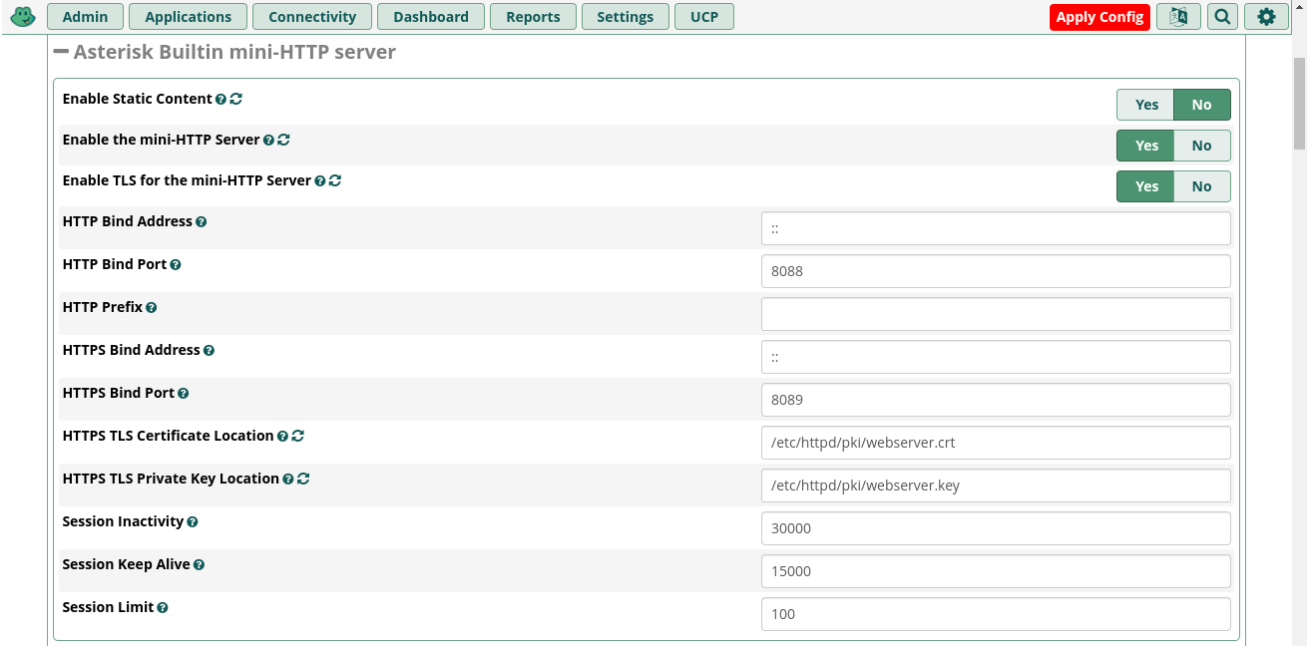 Admin Applications Connectivity Dashboard Reports Settings UCP Apply Config
Asterisk Builtin mini-HTTP server
Enable Static Content Yes No
Enable the mini-HTTP Server Yes No
Enable TLS for the mini-HTTP Server Yes No
HTTP Bind Address ::
HTTP Bind Port 8088
HTTP Prefix
HTTPS Bind Address ::
HTTPS Bind Port 8089
HTTPS TLS Certificate Location /etc/httpd/pki/webserver.crt
HTTPS TLS Private Key Location /etc/httpd/pki/webserver.key
Session Inactivity 30000
Session Keep Alive 15000
Session Limit 100